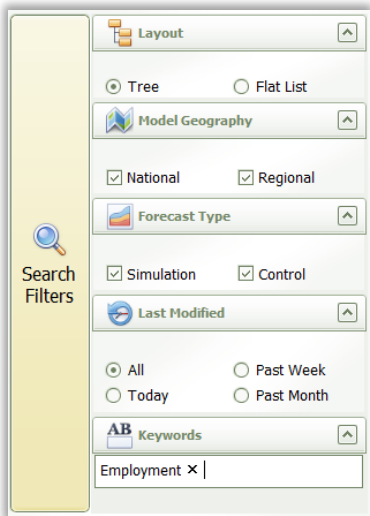 Layout
Tree Flat List
Model Geography
National Regional
Forecast Type
Simulation Control
Search
Filters
Last Modified
All Past Week
Today Past Month
AB Keywords
Employment ×